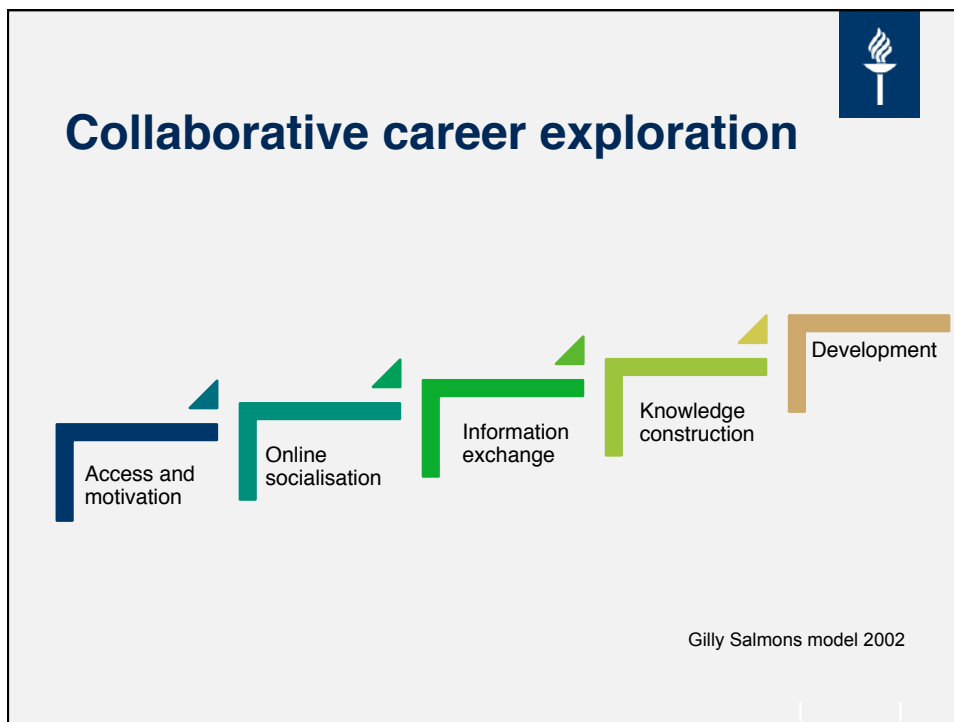 Collaborative career exploration
Access and
motivation
Online
socialisation
Information
exchange
Knowledge
construction
Development
Gilly Salmons model 2002